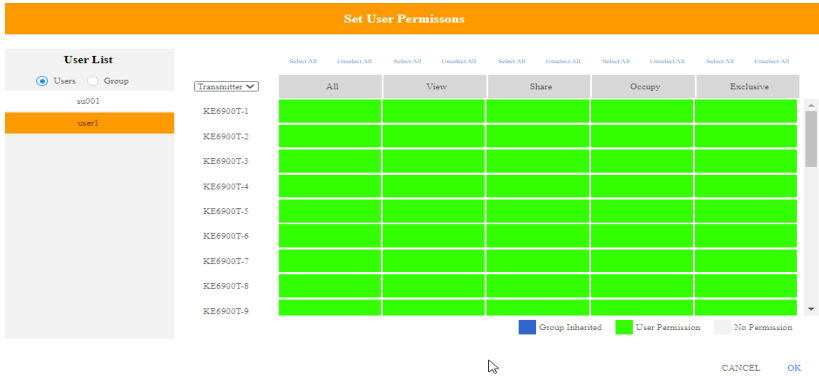 Set User Permissons
User List
Users Group
su001
user1
Select All Unselect All Select All Unselect All Select All Unselect All Select All Unselect All Select All Unselect All
Transmitter All View Share Occupy Exclusive
KE6900T-1
KE6900T-2
KE6900T-3
KE6900T-4
KE6900T-5
KE6900T-6
KE6900T-7
KE6900T-8
KE6900T-9
Group Inherited User Permission No Permission
CANCEL OK